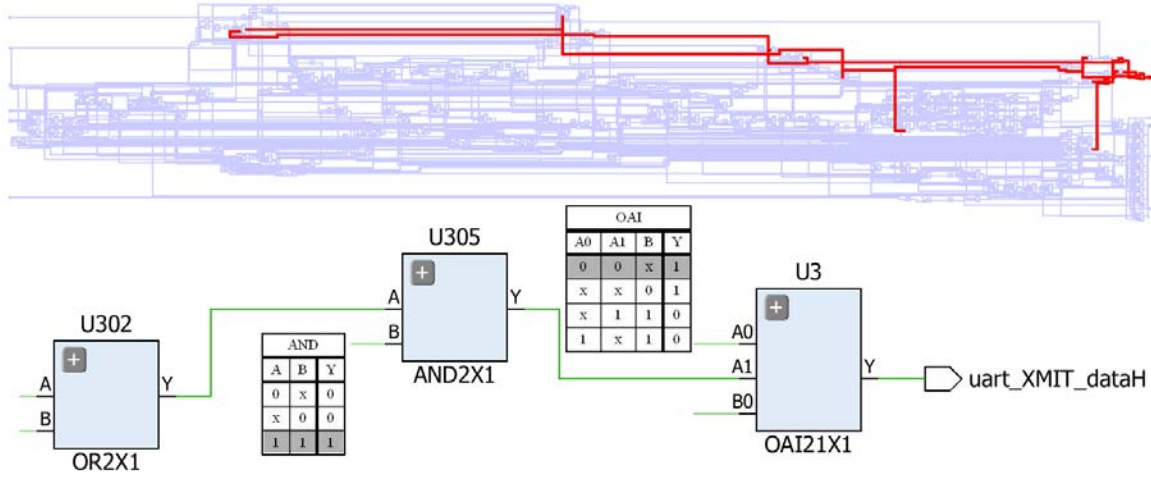 OAI
A0 A1 B Y
0 0 x 1
x x 0 1
x 1 1 0
1 x 1 0
U305
A
B
Y
AND2X1
U3
A0
A1
B0
Y
OAI21X1
uart_XMIT_dataH
U302
A
B
Y
OR2X1
AND
A B Y
0 x 0
x 0 0
1 1 1